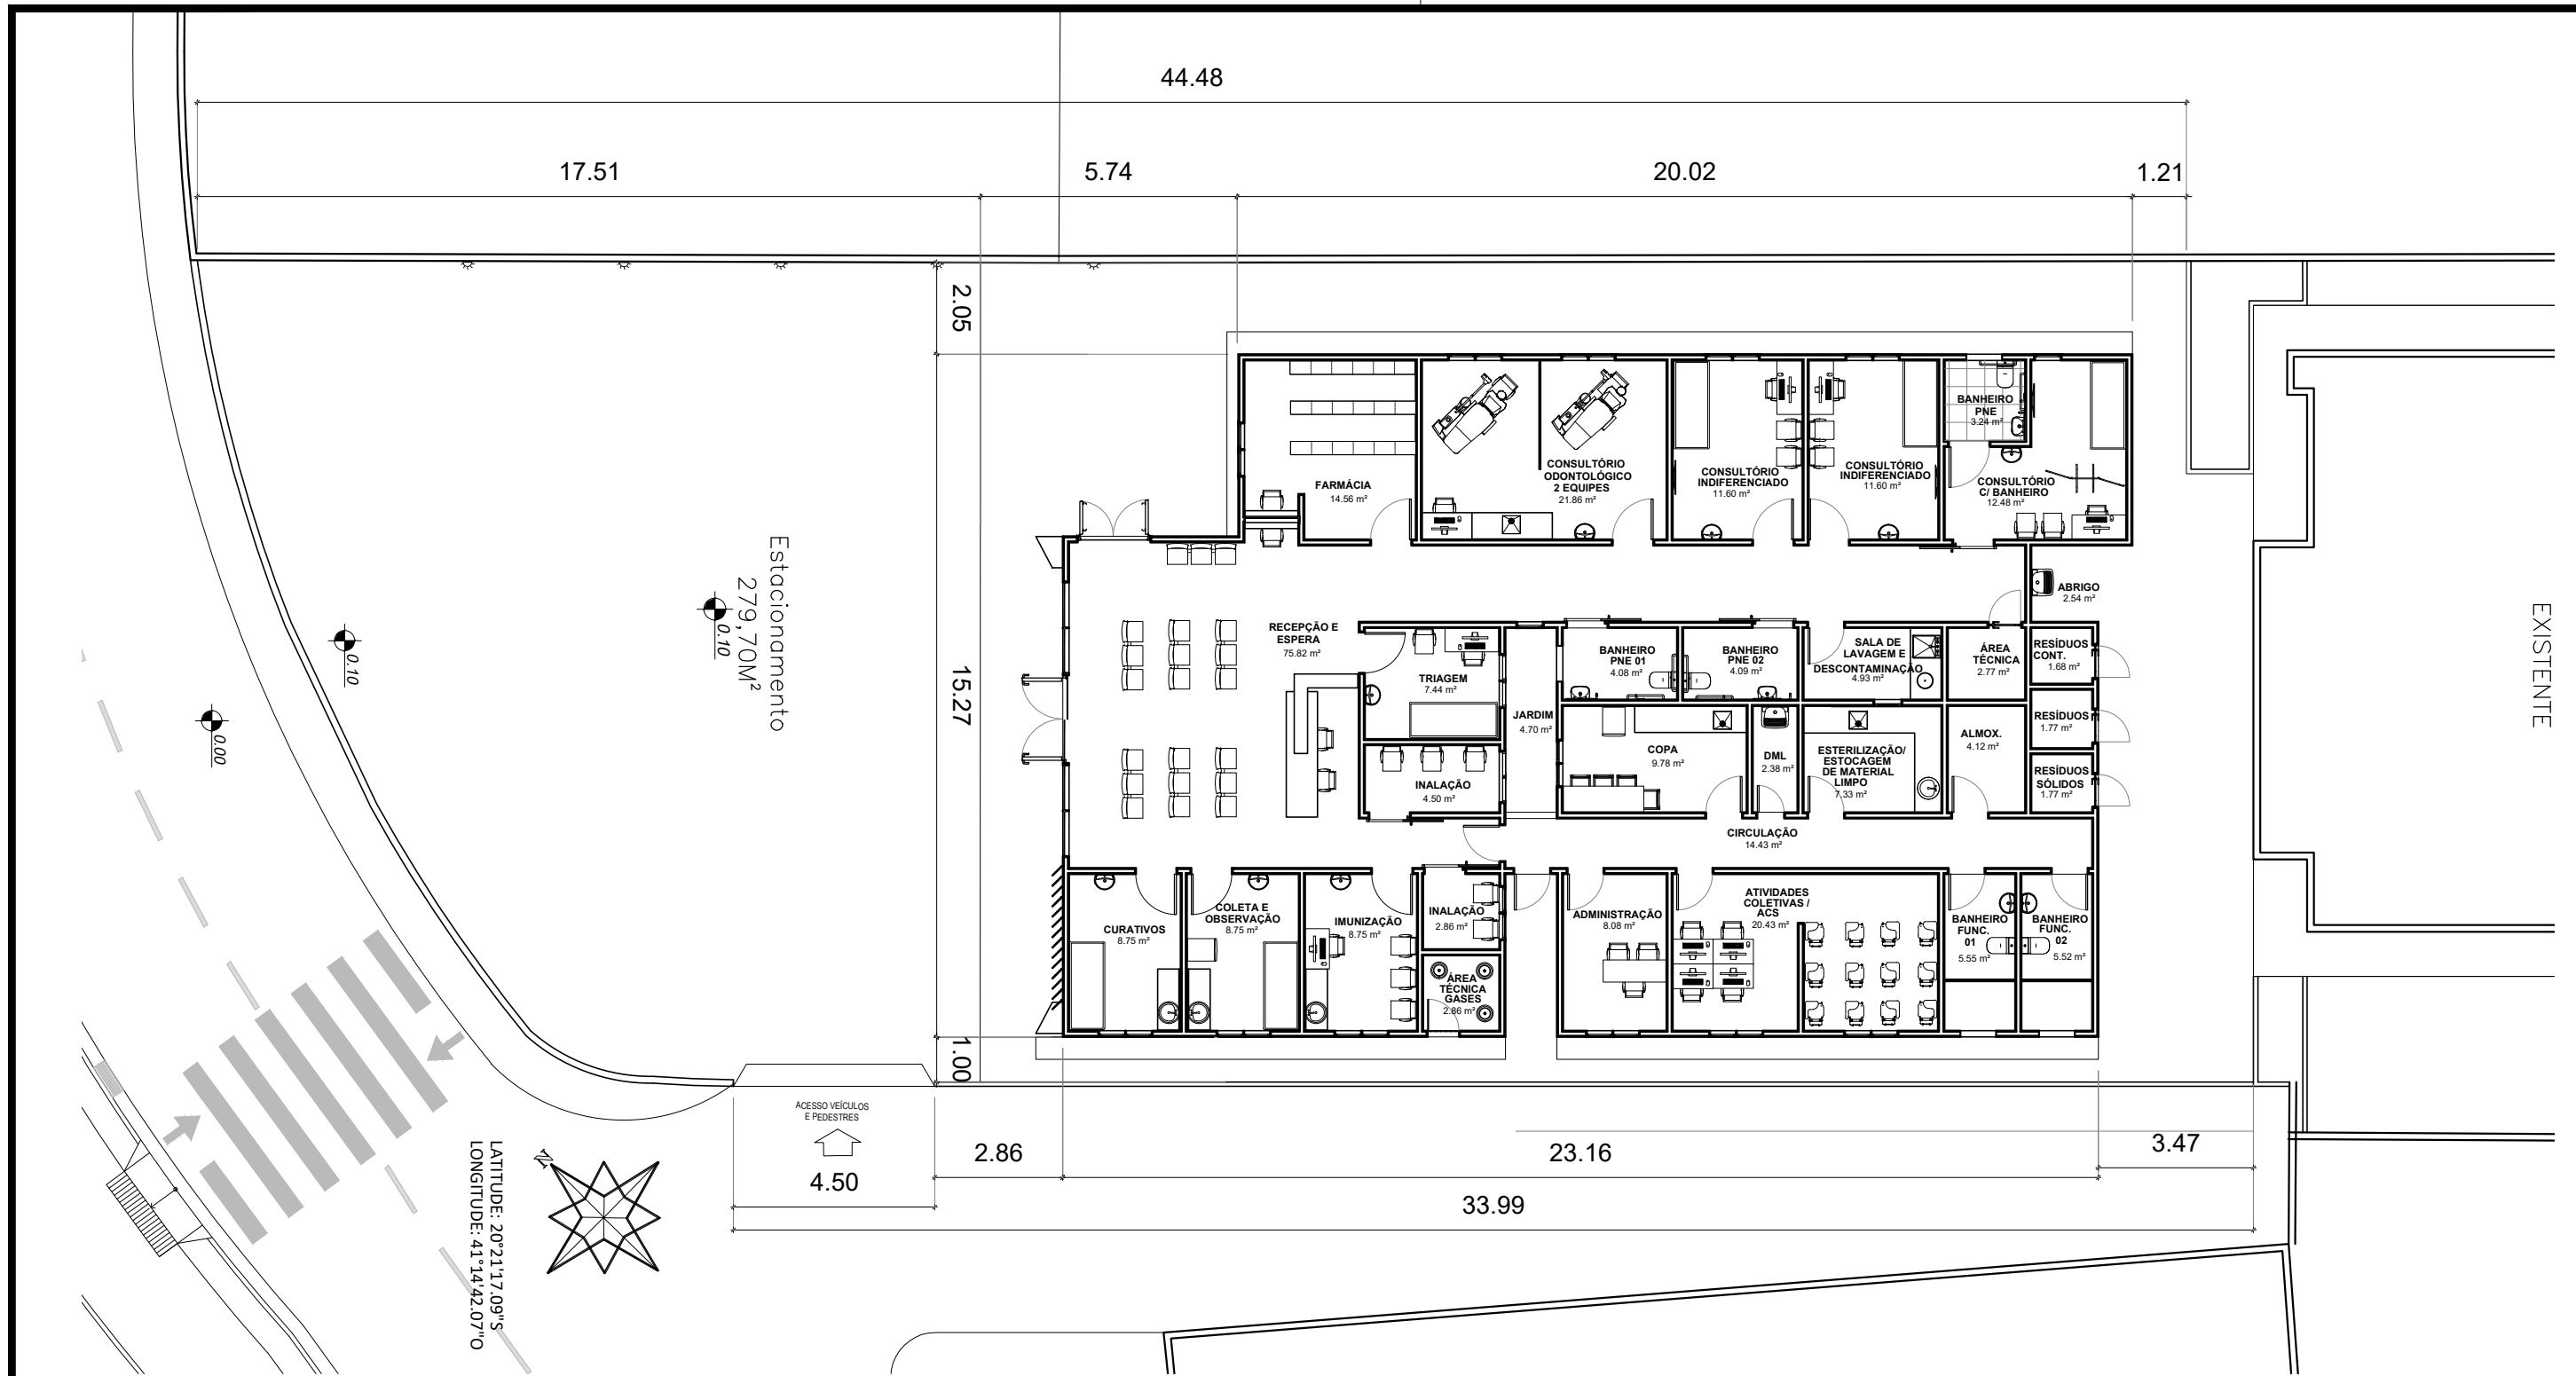 44.48
17.51
5.74
20.02
1.21
2.05
15.27
1.00
Estacionamento
279,70M²
0.10
0.10
0.00
EXISTENTE
FARMÁCIA
14.56 m²
CONSULTÓRIO
ODONTOLÓGICO
2 EQUIPES
21.86 m²
CONSULTÓRIO
INDIFERENCIADO
11.60 m²
CONSULTÓRIO
INDIFERENCIADO
11.60 m²
BANHEIRO
PNE
3.24 m²
CONSULTÓRIO
C/ BANHEIRO
12.48 m²
ABRIGO
2.54 m²
RECEPÇÃO E
ESPERA
75.82 m²
TRIAGEM
7.44 m²
INALAÇÃO
4.50 m²
JARDIM
4.70 m²
BANHEIRO
PNE 01
4.08 m²
BANHEIRO
PNE 02
4.09 m²
SALA DE
LAVAGEM E
DESCONTAMINAÇÃO
4.93 m²
ÁREA
TÉCNICA
2.77 m²
RESÍDUOS
CONT.
1.68 m²
RESÍDUOS
1.77 m²
RESÍDUOS
SÓLIDOS
1.77 m²
COPA
9.78 m²
DML
2.38 m²
ESTERILIZAÇÃO/
ESTOCAGEM
DE MATERIAL
LIMPO
7.33 m²
ALMOX.
4.12 m²
CIRCULAÇÃO
14.43 m²
CURATIVOS
8.75 m²
COLETA E
OBSERVAÇÃO
8.75 m²
IMUNIZAÇÃO
8.75 m²
INALAÇÃO
2.86 m²
ÁREA
TÉCNICA
GASES
2.86 m²
ADMINISTRAÇÃO
8.08 m²
ATIVIDADES
COLETIVAS /
ACS
20.43 m²
BANHEIRO
FUNC.
01
5.55 m²
BANHEIRO
FUNC.
02
5.52 m²
ACESSO VEÍCULOS
E PEDESTRES
4.50
2.86
23.16
3.47
33.99
N
LATITUDE: 20°21'17.09"S
LONGITUDE: 41°14'42.07"O